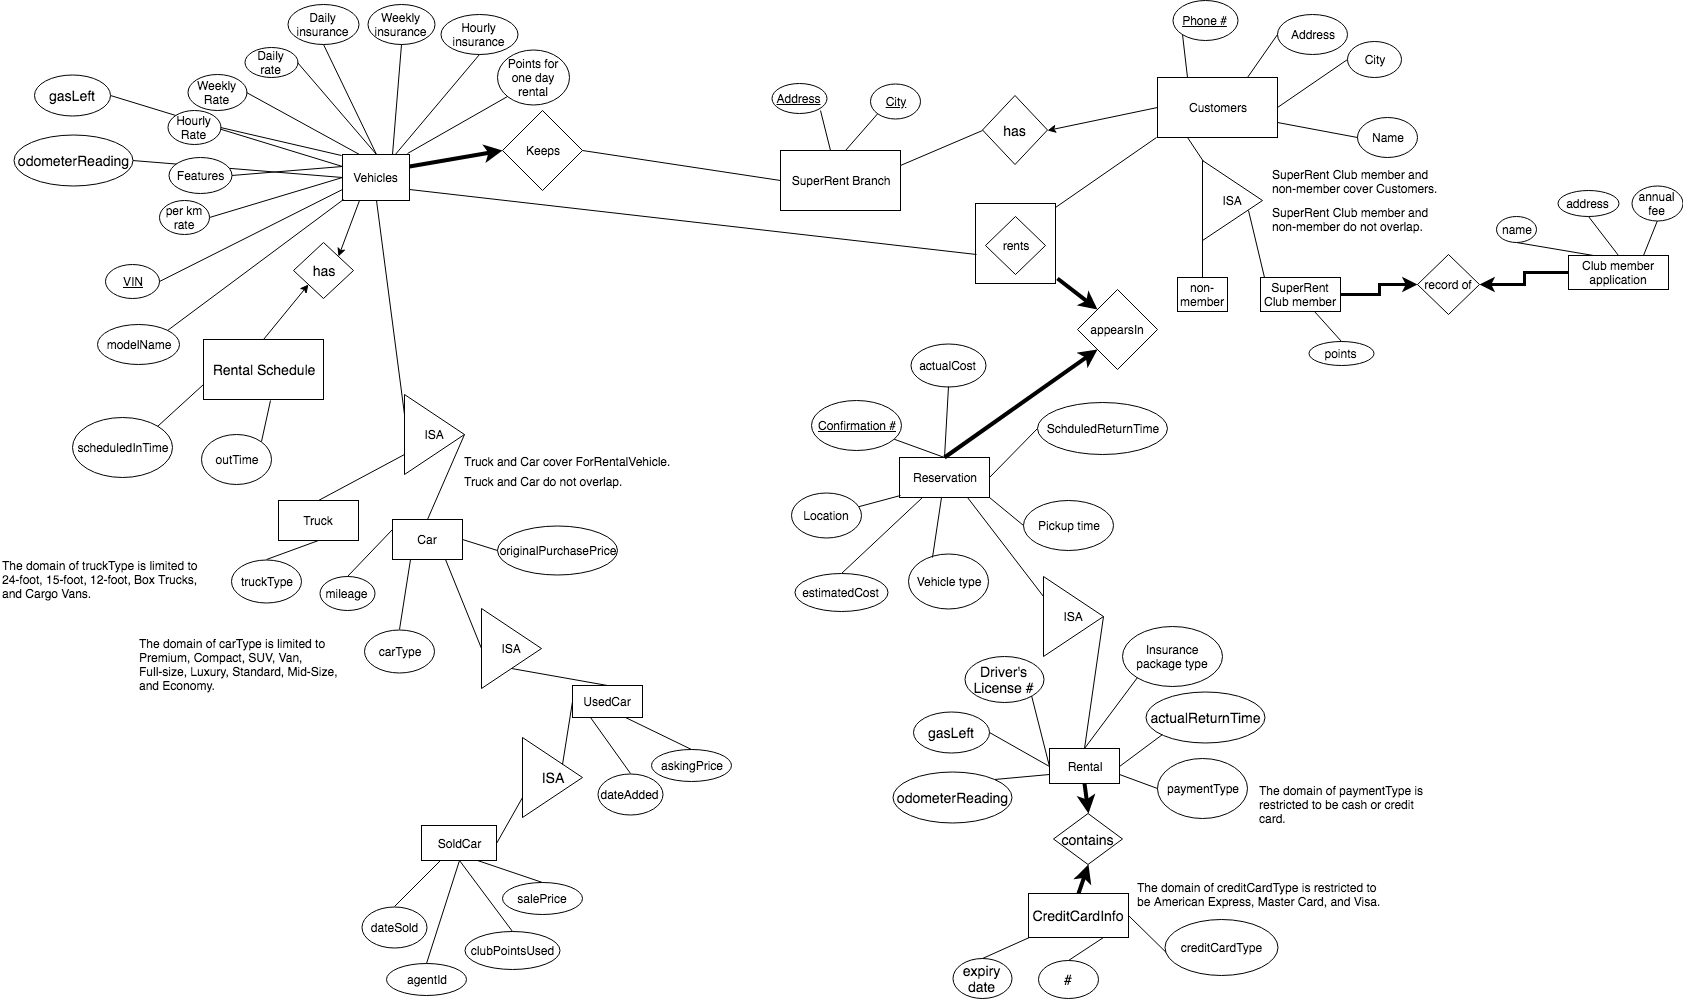 Daily
insurance
Weekly
insurance
Hourly
insurance
Daily
rate
Points for
one day
rental
Weekly
Rate
gasLeft
Hourly
Rate
odometerReading
Features
Vehicles
per km
rate
VIN
modelName
has
Keeps
Address
City
SuperRent Branch
has
Phone #
Address
City
Customers
Name
rents
ISA
SuperRent Club member and
non-member cover Customers.
SuperRent Club member and
non-member do not overlap.
non-
member
SuperRent
Club member
points
record of
name
address
annual
fee
Club member
application
appearsIn
Rental Schedule
scheduledInTime
outTime
ISA
Truck and Car cover ForRentalVehicle.
Truck and Car do not overlap.
Truck
Car
originalPurchasePrice
truckType
mileage
carType
The domain of truckType is limited to
24-foot, 15-foot, 12-foot, Box Trucks,
and Cargo Vans.
The domain of carType is limited to
Premium, Compact, SUV, Van,
Full-size, Luxury, Standard, Mid-Size,
and Economy.
ISA
UsedCar
askingPrice
dateAdded
ISA
SoldCar
salePrice
dateSold
clubPointsUsed
agentId
actualCost
Confirmation #
SchduledReturnTime
Reservation
Location
Pickup time
estimatedCost
Vehicle type
ISA
Driver's
License #
Insurance
package type
gasLeft
actualReturnTime
Rental
odometerReading
paymentType
The domain of paymentType is
restricted to be cash or credit
card.
contains
CreditCardInfo
The domain of creditCardType is restricted to
be American Express, Master Card, and Visa.
creditCardType
expiry
date
#